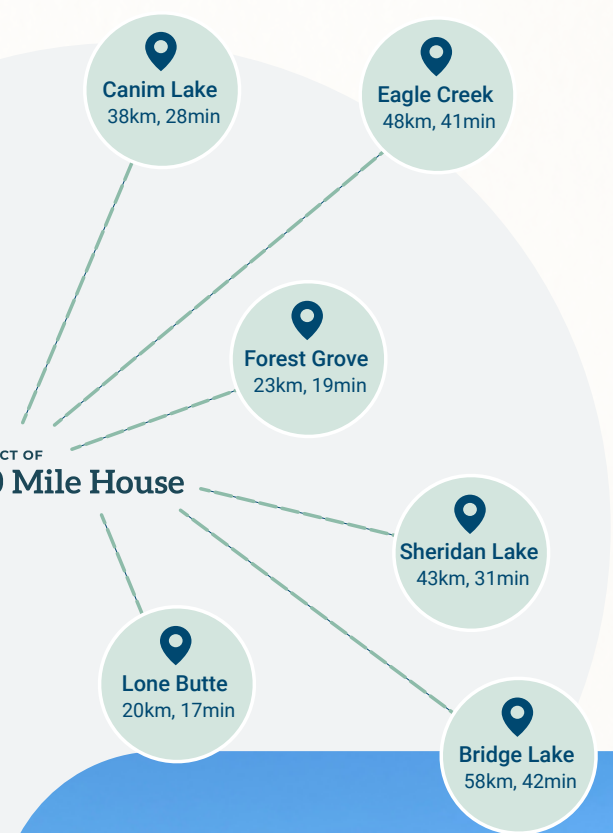 Canim Lake
38km, 28min
Eagle Creek
48km, 41min
Forest Grove
23km, 19min
CT OF
0 Mile House
Sheridan Lake
43km, 31min
Lone Butte
20km, 17min
Bridge Lake
58km, 42min